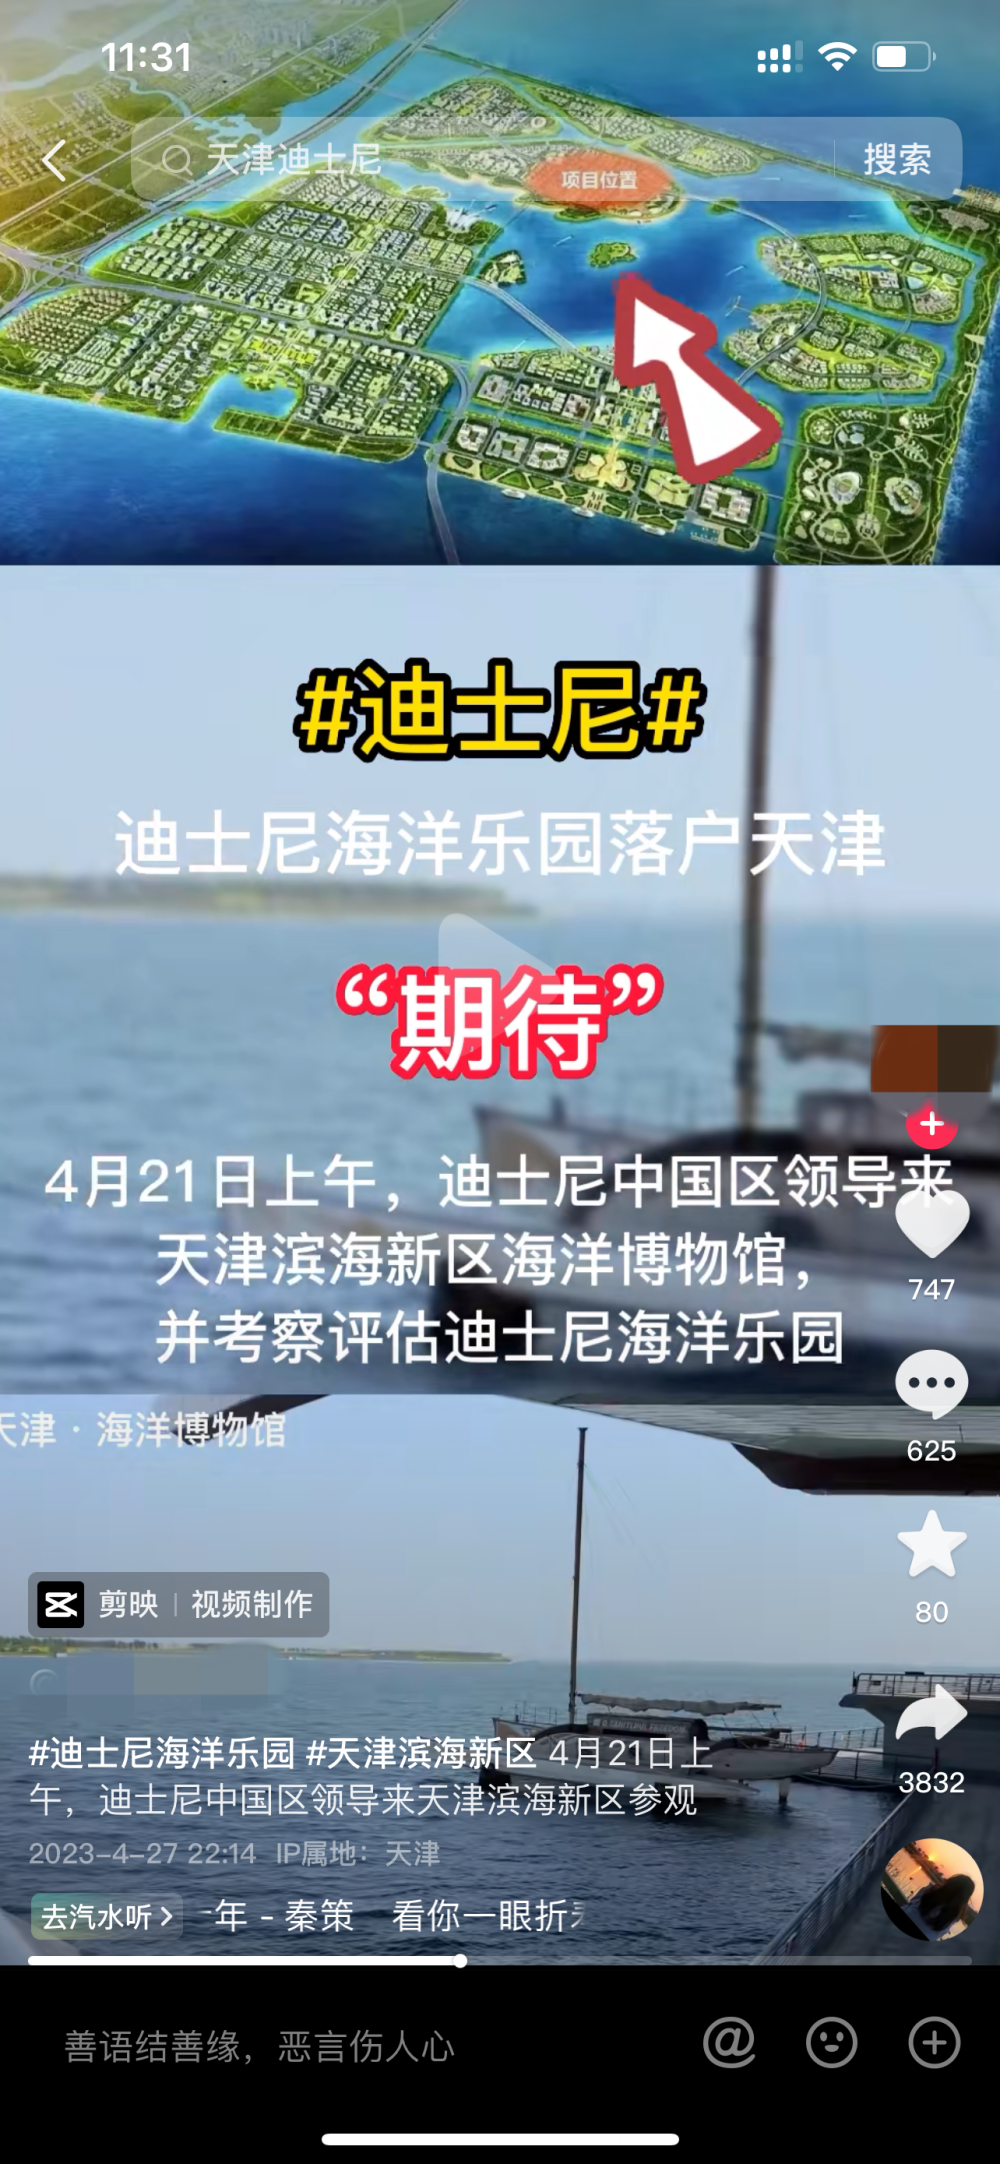 11:31
天津迪士尼
搜索
项目位置
#迪士尼#
迪士尼海洋乐园落户天津
“期待”
4月21日上午，迪士尼中国区领导来
天津滨海新区海洋博物馆，
并考察评估迪士尼海洋乐园
747
625
天津 · 海洋博物馆
80
剪映 | 视频制作
#迪士尼海洋乐园 #天津滨海新区 4月21日上
午，迪士尼中国区领导来天津滨海新区参观
3832
2023-4-27 22:14 IP属地：天津
去汽水听
年 - 秦策 看你一眼折
善语结善缘，恶言伤人心